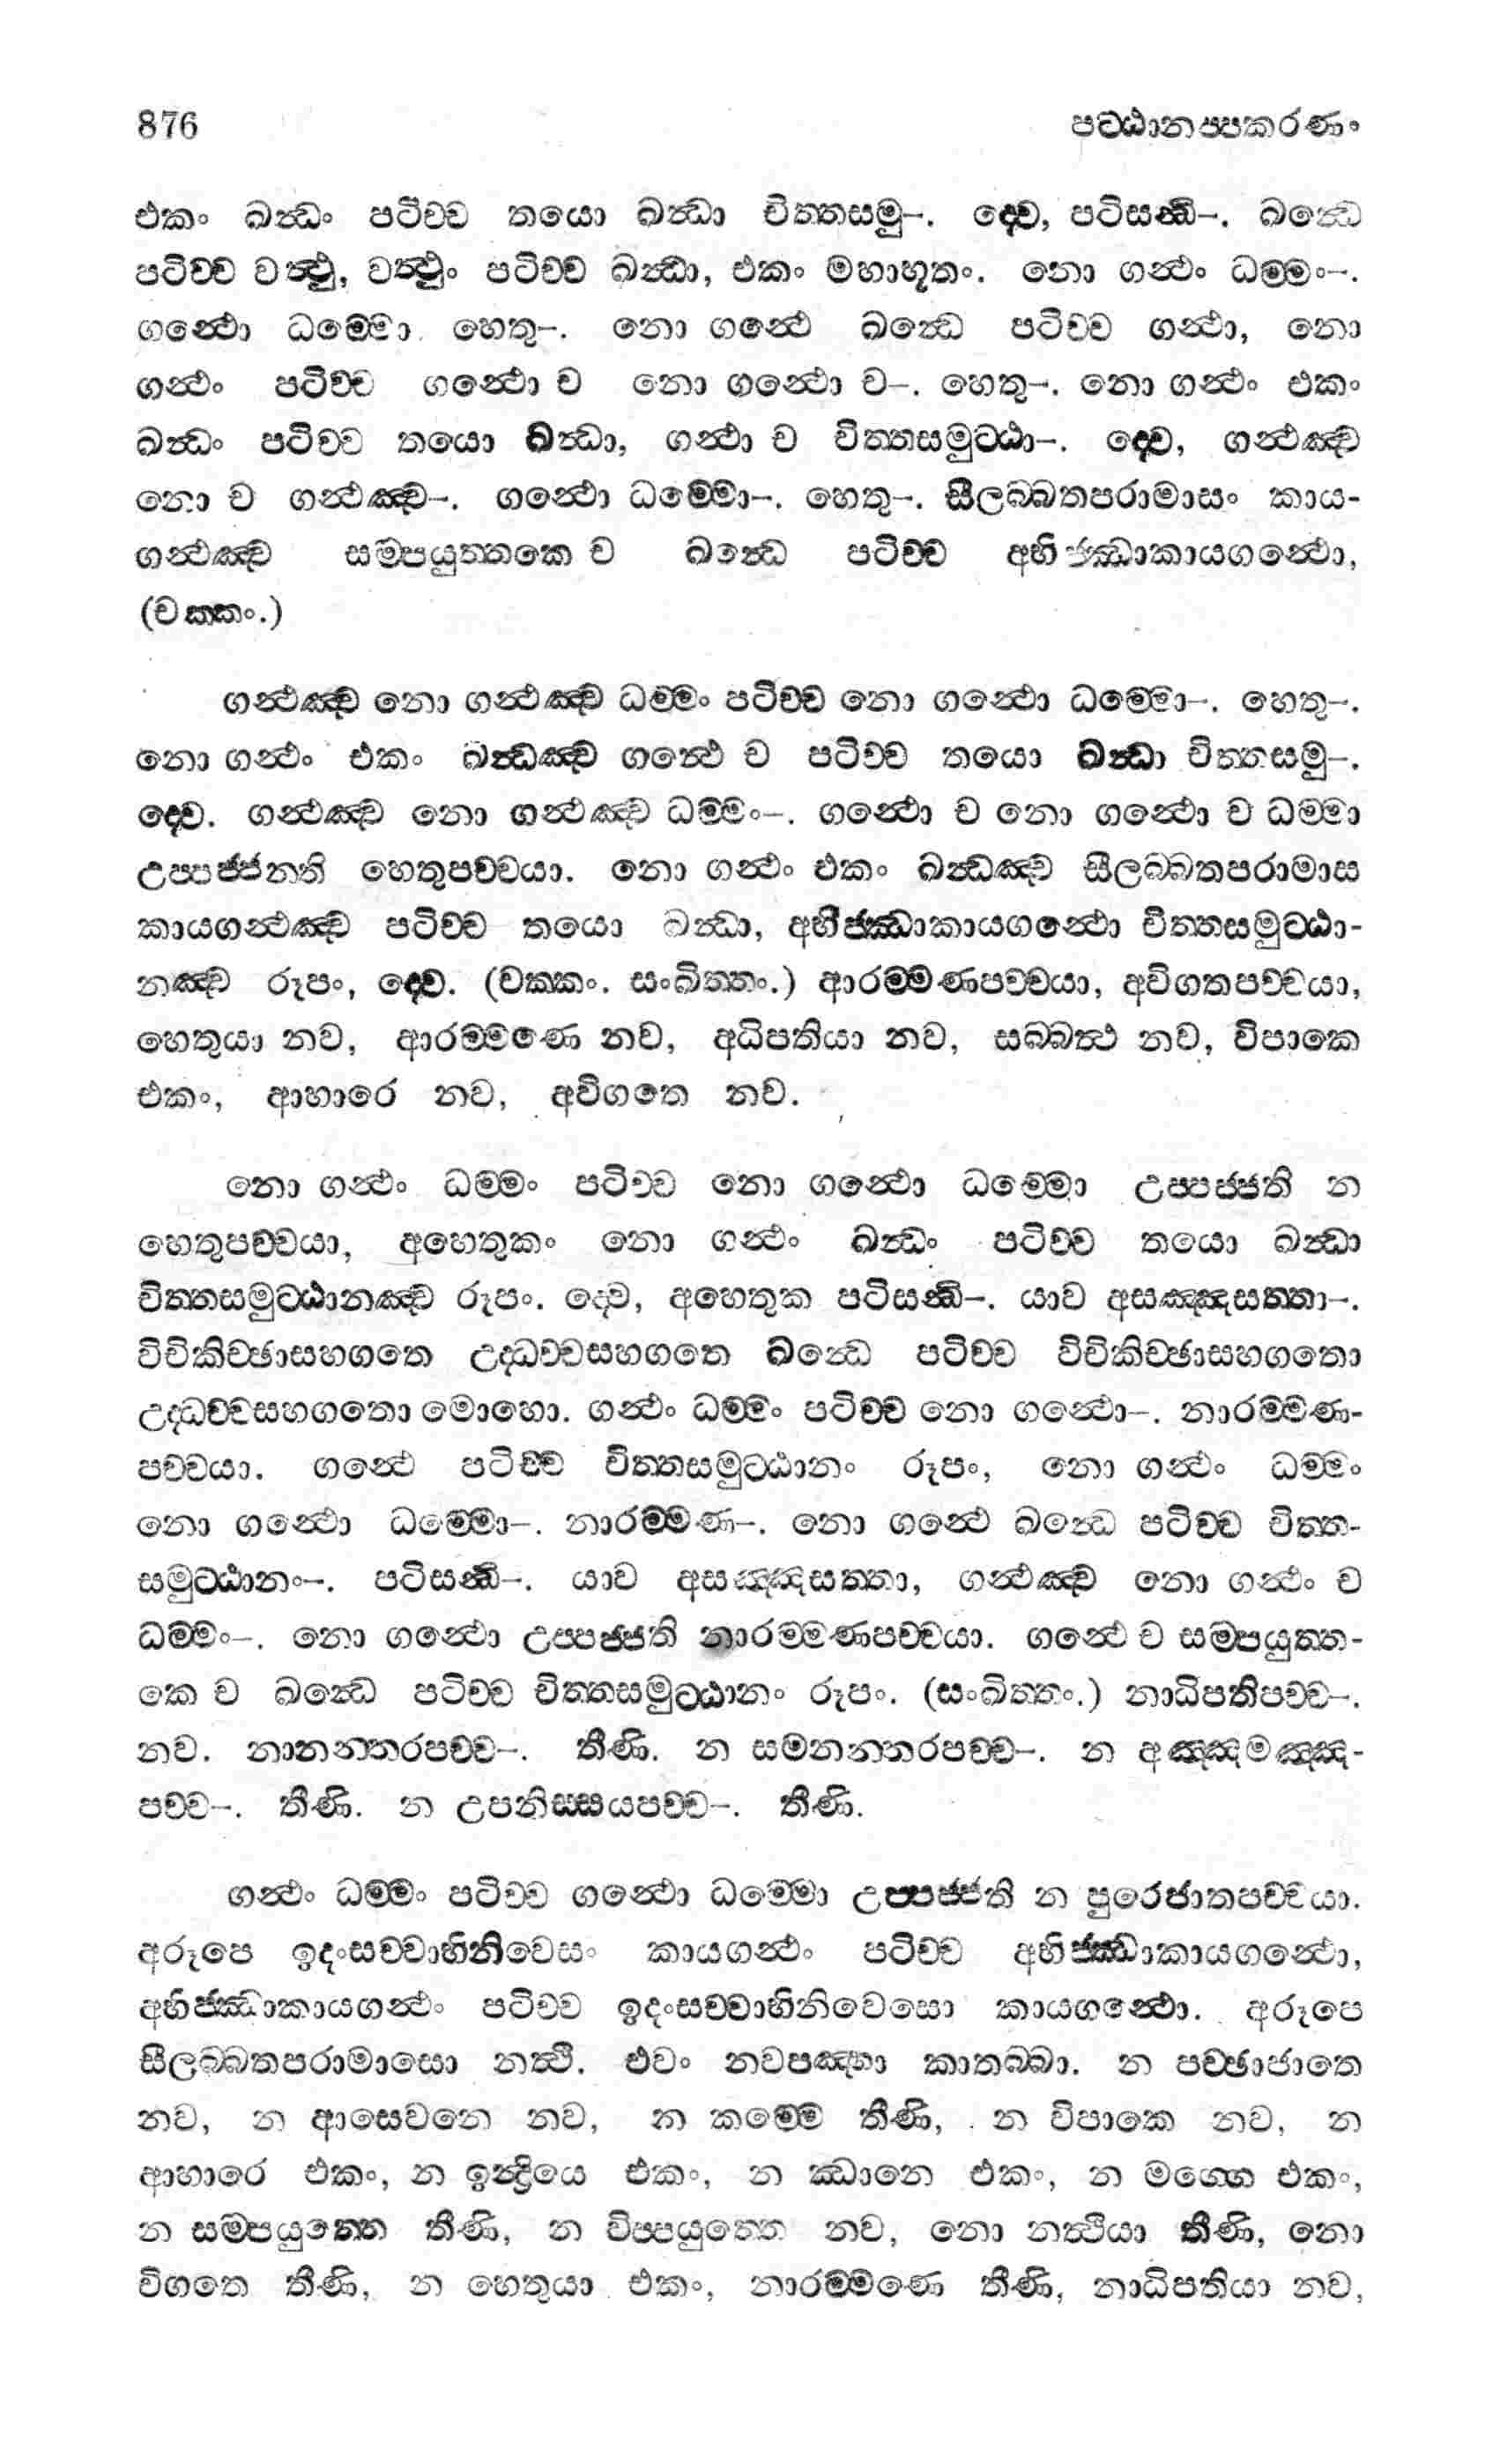 876 පට්ඨානප්පකරණං
එකං ඛන්ධං පටිච්ච තයො ඛන්ධා චිත්තසමු-. ද්වෙ, පටිසන්ධි-. ඛන්ධෙ
පටිච්ච වත්ථු, වත්ථුං පටිච්ච ඛන්ධා, එකං මහාභූතං. නො ගන්ථං ධම්මං-.
ගන්ථො ධම්මො හෙතු-. නො ගන්ථෙ ඛන්ධෙ පටිච්ච ගන්ථා, නො
ගන්ථං පටිච්ච ගන්ථො ච නො ගන්ථො ච-. හෙතු-. නො ගන්ථං එකං
ඛන්ධං පටිච්ච තයො ඛන්ධා, ගන්ථා ච චිත්තසමුට්ඨා-. ද්වෙ, ගන්ථඤ්ච
නො ච ගන්ථඤ්ච-. ගන්ථො ධම්මො-. හෙතු-. සීලබ්බතපරාමාසං කාය-
ගන්ථඤ්ච සම්පයුත්තකෙ ච ඛන්ධෙ පටිච්ච අභිජ්ඣාකායගන්ථො,
(චක්කං.)
ගන්ථඤ්ච නො ගන්ථඤ්ච ධම්මං පටිච්ච නො ගන්ථො ධම්මො-. හෙතු-.
නො ගන්ථං එකං ඛන්ධඤ්ච ගන්ථෙ ච පටිච්ච තයො ඛන්ධා චිත්තසමු-.
ද්වෙ. ගන්ථඤ්ච නො ගන්ථඤ්ච ධම්මං-. ගන්ථො ච නො ගන්ථො ච ධම්මා
උප්පජ්ජන්ති හෙතුපච්චයා. නො ගන්ථං එකං ඛන්ධඤ්ච සීලබ්බතපරාමාස
කායගන්ථඤ්ච පටිච්ච තයො ඛන්ධා, අභිජ්ඣාකායගන්ථො චිත්තසමුට්ඨා-
නඤ්ච රූපං, ද්වෙ. (චක්කං. සංඛිත්තං.) ආරම්මණපච්චයා, අවිගතපච්චයා,
හෙතුයා නව, ආරම්මණෙ නව, අධිපතියා නව, සබ්බත්ථ නව, විපාකෙ
එකං, ආහාරෙ නව, අවිගතෙ නව.
නො ගන්ථං ධම්මං පටිච්ච නො ගන්ථො ධම්මො උප්පජ්ජති න
හෙතුපච්චයා, අහෙතුකං නො ගන්ථං ඛන්ධං පටිච්ච තයො ඛන්ධා
චිත්තසමුට්ඨානඤ්ච රූපං. ද්වෙ, අහෙතුක පටිසන්ධි-. යාව අසඤ්ඤසත්තා-.
විචිකිච්ඡාසහගතෙ උද්ධච්චසහගතෙ ඛන්ධෙ පටිච්ච විචිකිච්ඡාසහගතො
උද්ධච්චසහගතො මොහො. ගන්ථං ධම්මං පටිච්ච නො ගන්ථො-. නාරම්මණ-
පච්චයා. ගන්ථෙ පටිච්ච චිත්තසමුට්ඨානං රූපං, නො ගන්ථං ධම්මං
නො ගන්ථො ධම්මො-. නාරම්මණ-. නො ගන්ථෙ ඛන්ධෙ පටිච්ච චිත්ත-
සමුට්ඨානං-. පටිසන්ධි-. යාව අසඤ්ඤසත්තා, ගන්ථඤ්ච නො ගන්ථං ච
ධම්මං-. නො ගන්ථො උප්පජ්ජති නාරම්මණපච්චයා. ගන්ථෙ ච සම්පයුත්ත-
කෙ ච ඛන්ධෙ පටිච්ච චිත්තසමුට්ඨානං රූපං. (සංඛිත්තං.) නාධිපතිපච්ච-.
නව. නානන්තරපච්ච-. තීණි. න සමනන්තරපච්ච-. න අඤ්ඤමඤ්ඤ-
පච්ච-. තීණි. න උපනිස්සයපච්ච-. තීණි.
ගන්ථං ධම්මං පටිච්ච ගන්ථො ධම්මො උප්පජ්ජති න පුරෙජාතපච්චයා.
අරූපෙ ඉදංසච්චාභිනිවෙසං කායගන්ථං පටිච්ච අභිජ්ඣාකායගන්ථො,
අභිජ්ඣාකායගන්ථං පටිච්ච ඉදංසච්චාභිනිවෙසො කායගන්ථො. අරූපෙ
සීලබ්බතපරාමාසො නත්ථි. එවං නවපඤ්හා කාතබ්බා. න පච්ඡාජාතෙ
නව, න ආසෙවනෙ නව, න කම්මෙ තීණි, න විපාකෙ නව, න
ආහාරෙ එකං, න ඉන්ද්‍රියෙ එකං, න ඣානෙ එකං, න මග්ගෙ එකං,
න සම්පයුත්තෙ තීණි, න විප්පයුත්තෙ නව, නො නත්ථියා තීණි, නො
විගතෙ තීණි, න හෙතුයා එකං, නාරම්මණෙ තීණි, නාධිපතියා නව,